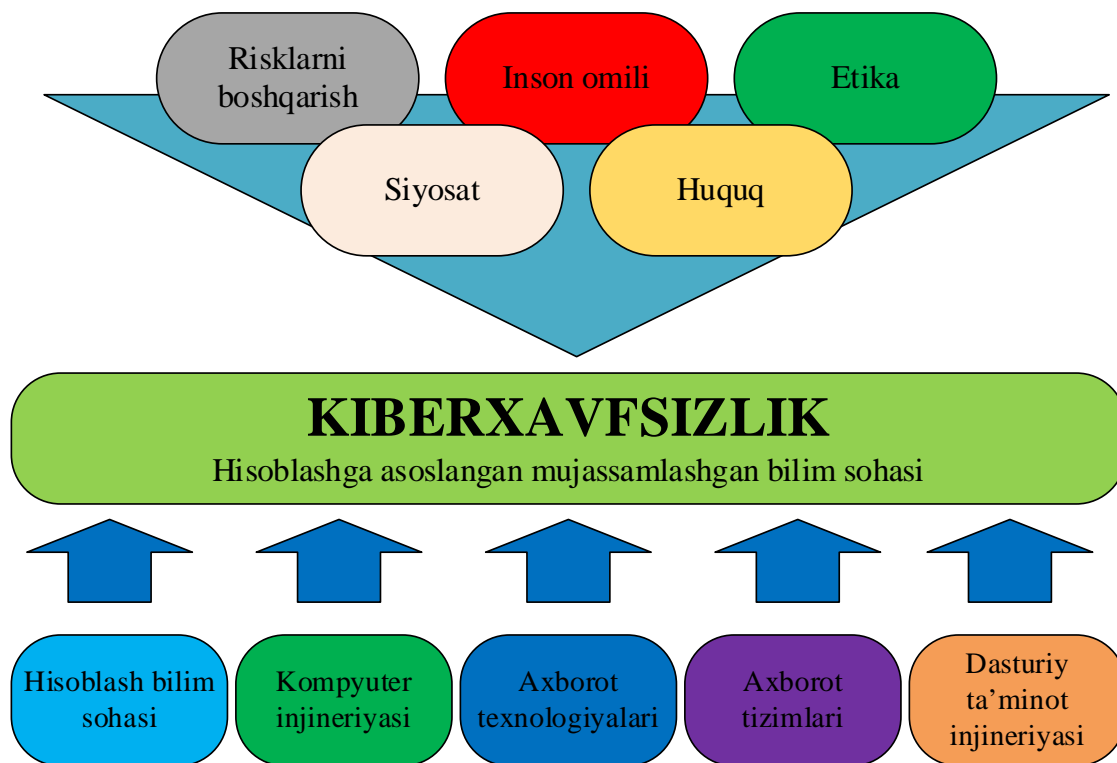 Risklarni
boshqarish
Inson omili
Etika
Siyosat
Huquq
KIBERXAVFSIZLIK
Hisoblashga asoslangan mujassamlashgan bilim sohasi
Hisoblash bilim
sohasi
Kompyuter
injineriyasi
Axborot
texnologiyalari
Axborot
tizimlari
Dasturiy
ta’minot
injineriyasi